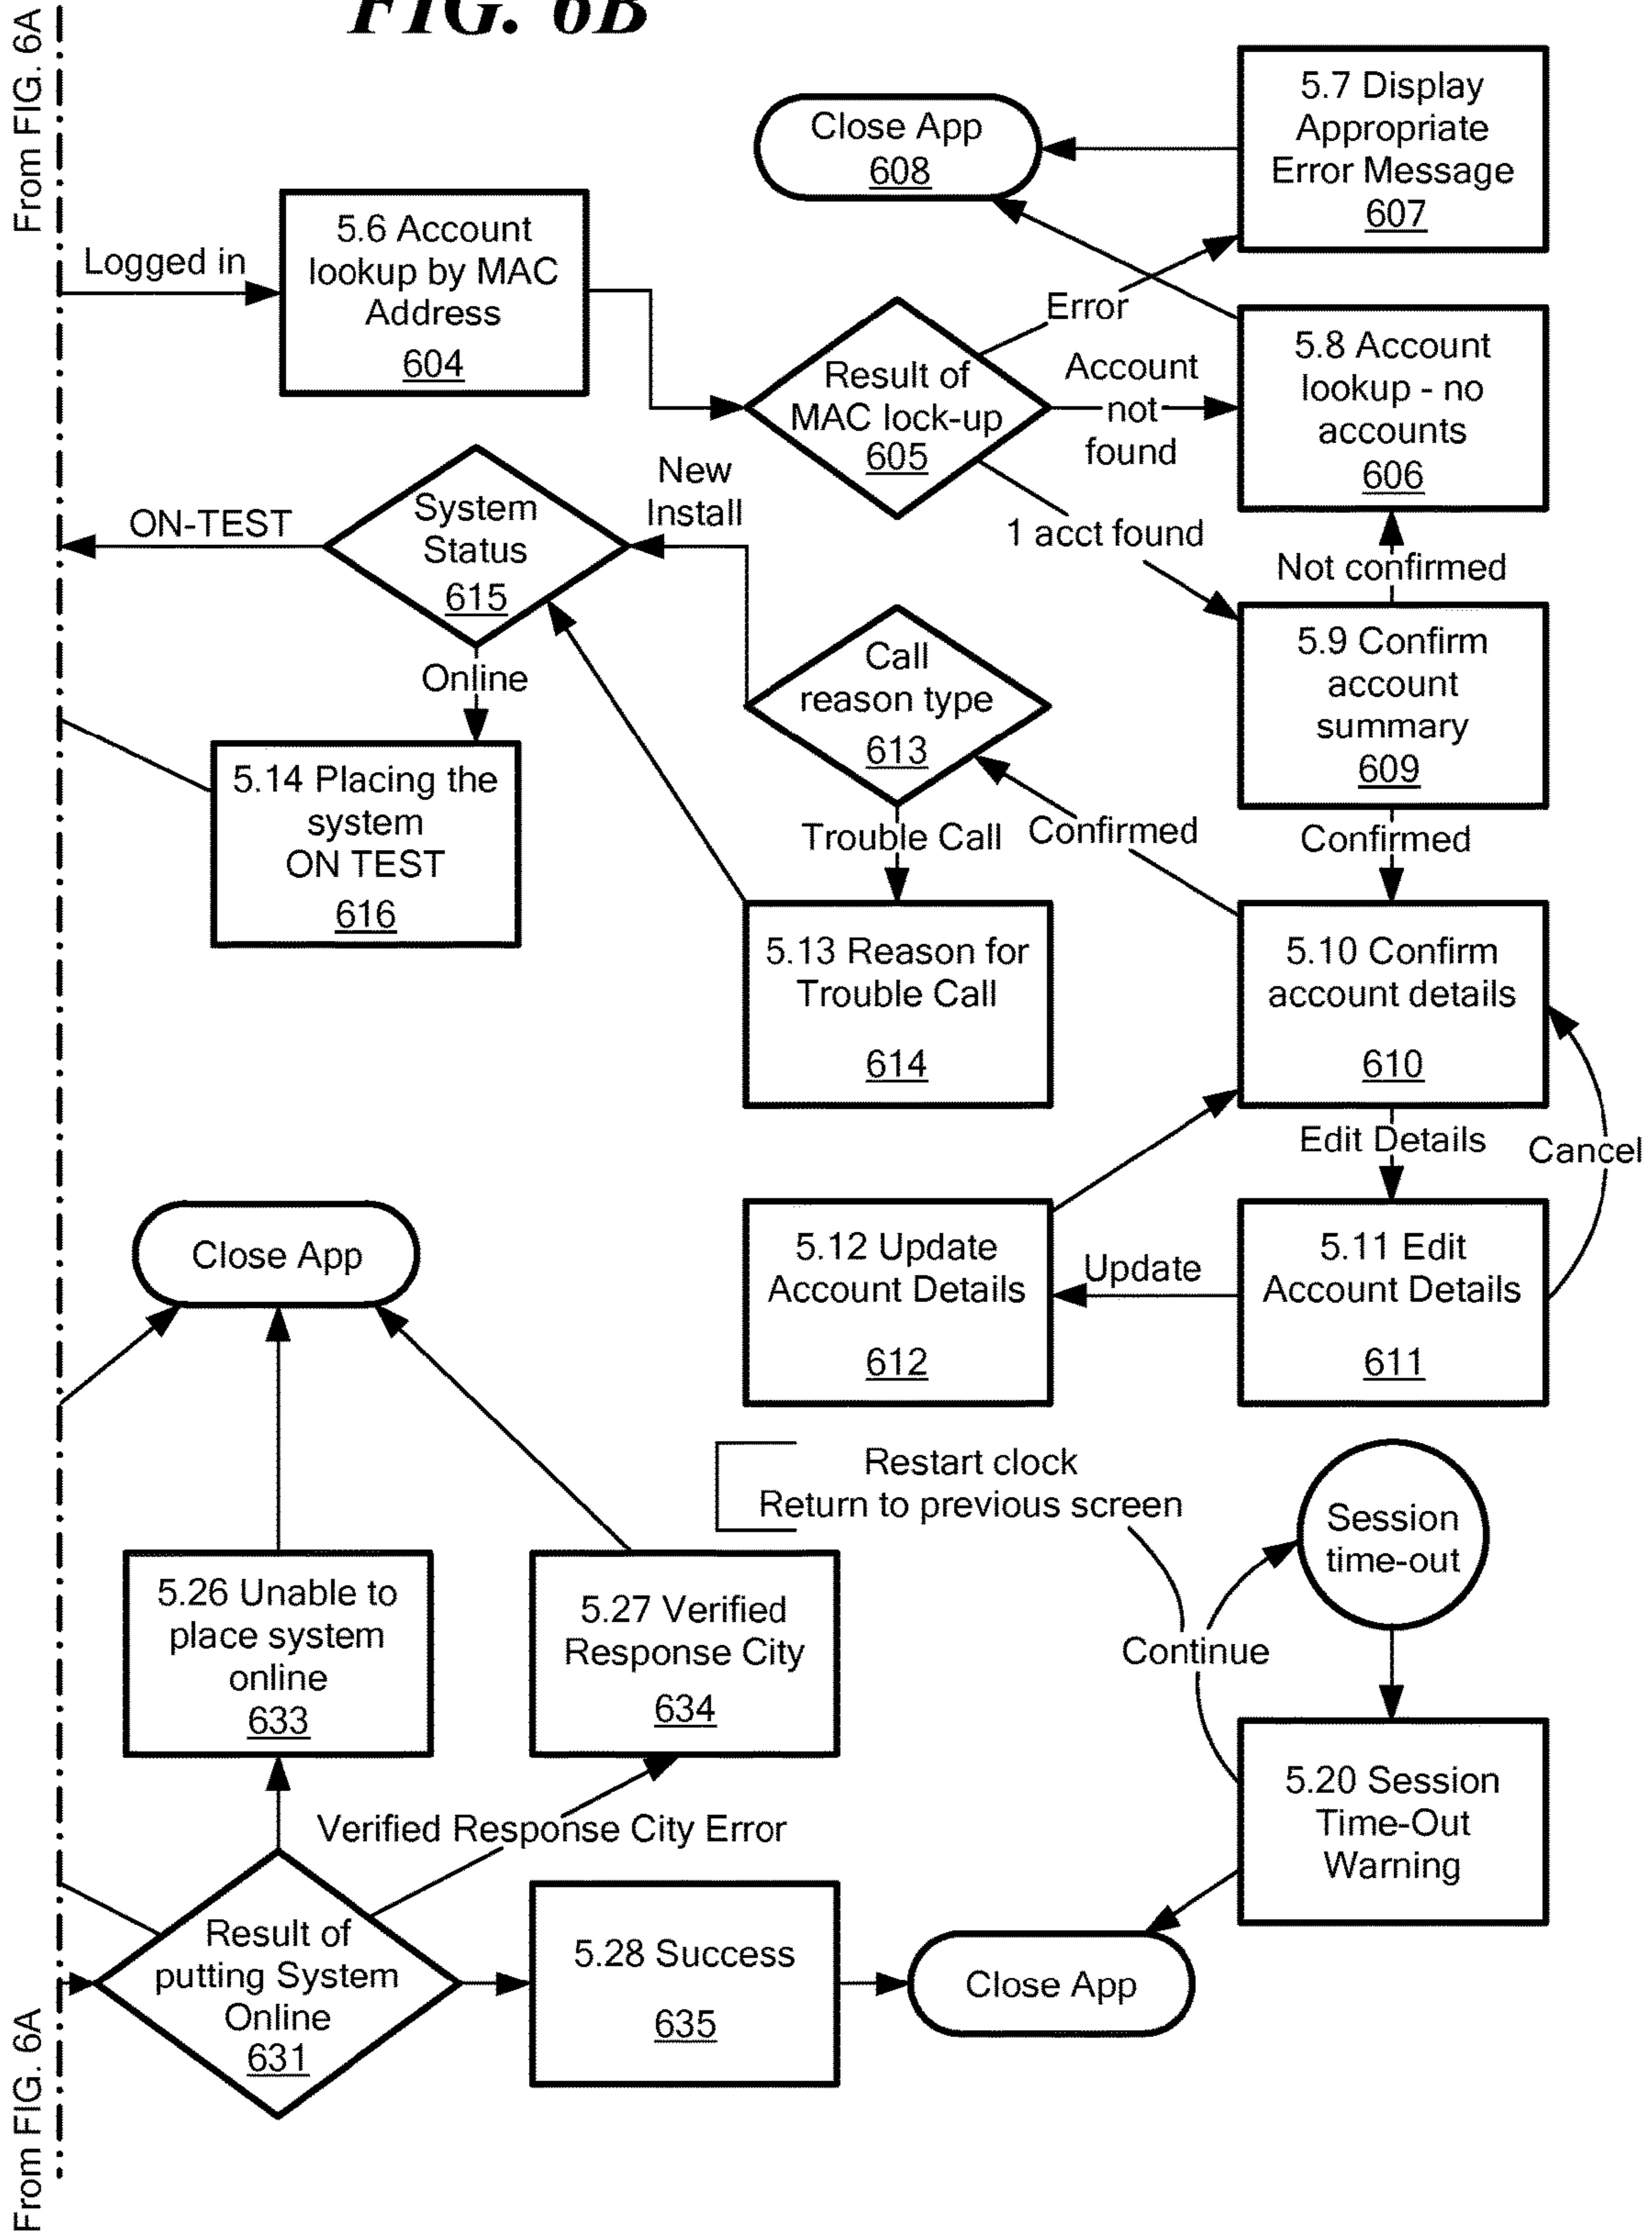 FIG. 6B
From FIG. 6A
Close App
608
5.7 Display
Appropriate
Error Message
607
Logged in
5.6 Account
lookup by MAC
Address
604
Error
Result of
MAC lock-up
605
Account
not
found
5.8 Account
lookup - no
accounts
606
ON-TEST
System
Status
615
New
Install
1 acct found
Not confirmed
Online
Call
reason type
613
5.9 Confirm
account
summary
609
5.14 Placing the
system
ON TEST
616
Trouble Call
Confirmed
Confirmed
5.13 Reason for
Trouble Call
614
5.10 Confirm
account details
610
Edit Details
Cancel
Close App
5.12 Update
Account Details
612
Update
5.11 Edit
Account Details
611
Restart clock
Return to previous screen
Session
time-out
5.26 Unable to
place system
online
633
5.27 Verified
Response City
634
Continue
5.20 Session
Time-Out
Warning
Verified Response City Error
Result of
putting System
Online
631
5.28 Success
635
Close App
From FIG. 6A